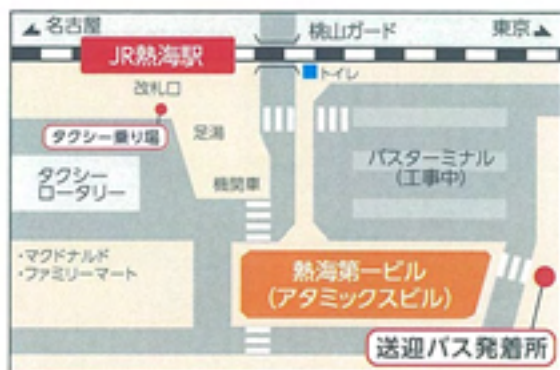 ▲名古屋
桃山ガード
東京▲
JR熱海駅
トイレ
改札口
タクシー乗り場
足湯
タクシー
ロータリー
機関車
バスターミナル
(工事中)
・マクドナルド
・ファミリーマート
熱海第一ビル
(アタミックスビル)
送迎バス発着所